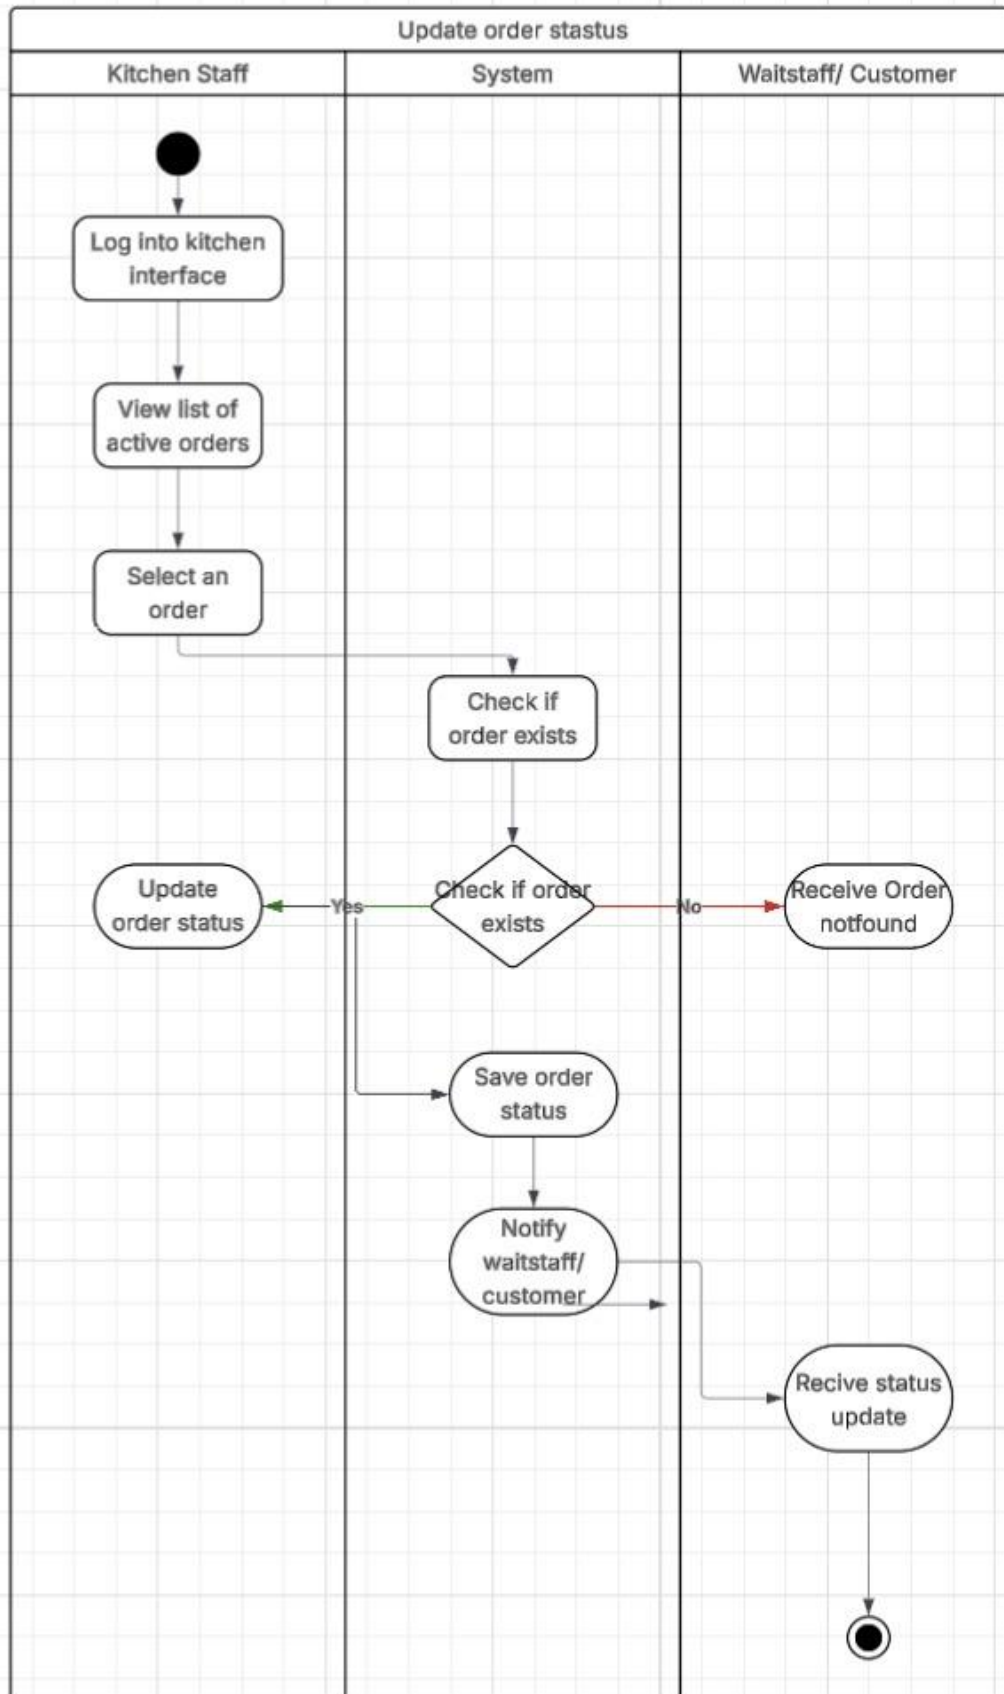 Update order stastus
Kitchen Staff
System
Waitstaff/ Customer
Log into kitchen
interface
View list of
active orders
Select an
order
Check if
order exists
Update
order status
Yes
Check if order
exists
No
Receive Order
notfound
Save order
status
Notify
waitstaff/
customer
Recive status
update